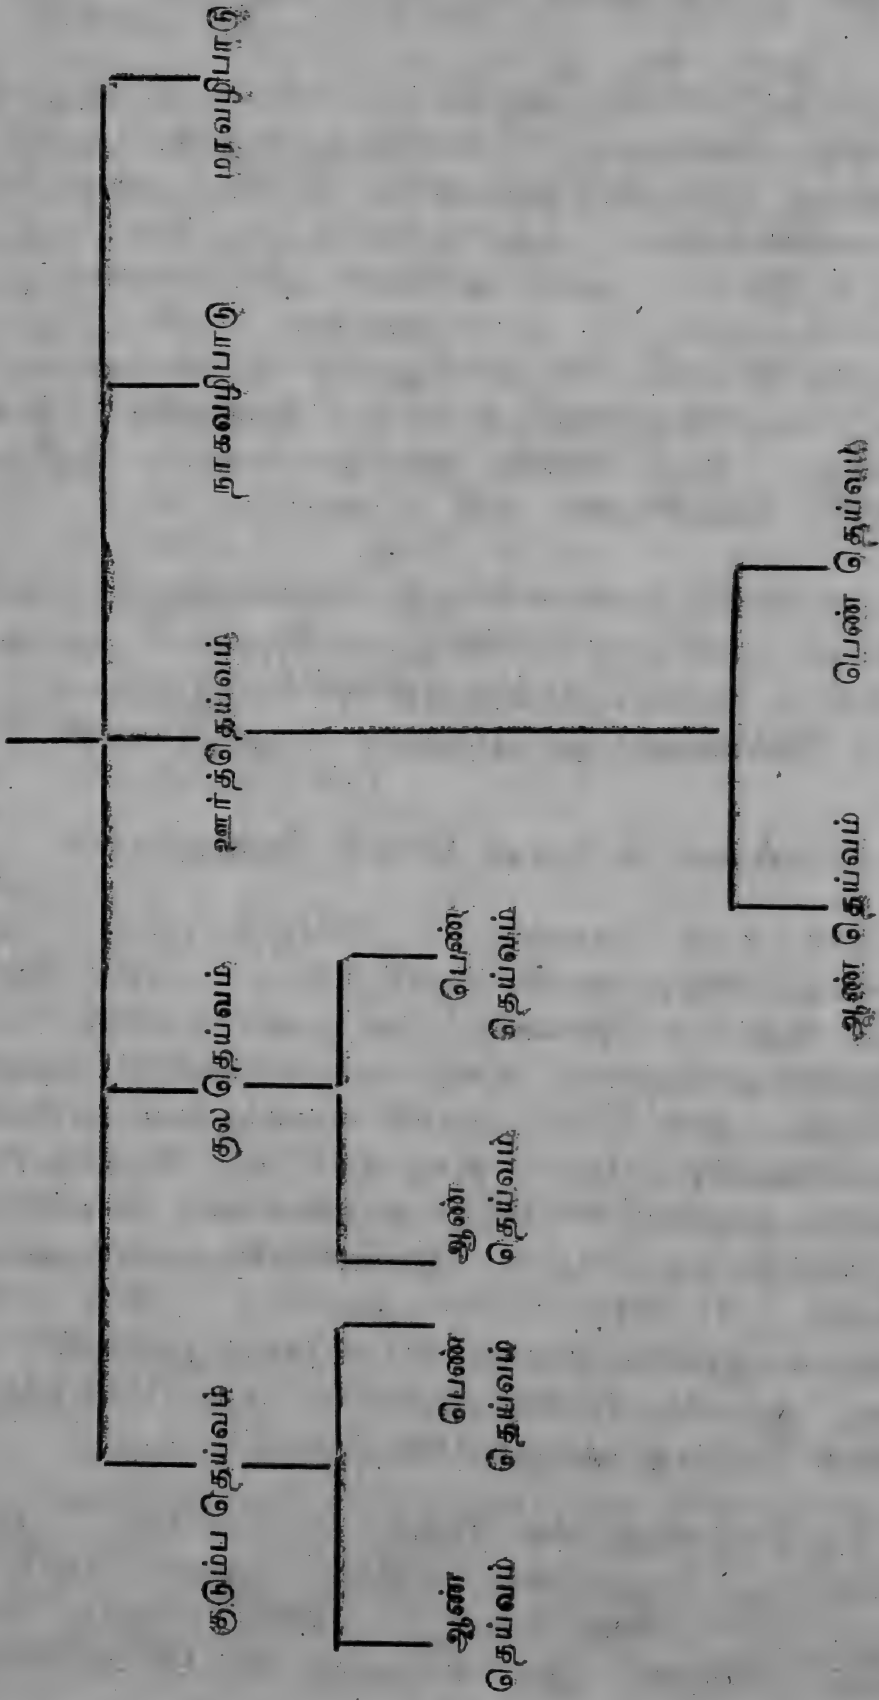 குடும்ப தெய்வம்
குல தெய்வம்
ஊர்த்தெய்வம்
நாகவழிபாடு
மரவழிபாடு
ஆண்
தெய்வம்
பெண்
தெய்வம்
ஆண்
தெய்வம்
பெண்
தெய்வம்
ஆண் தெய்வம்
பெண் தெய்வம்